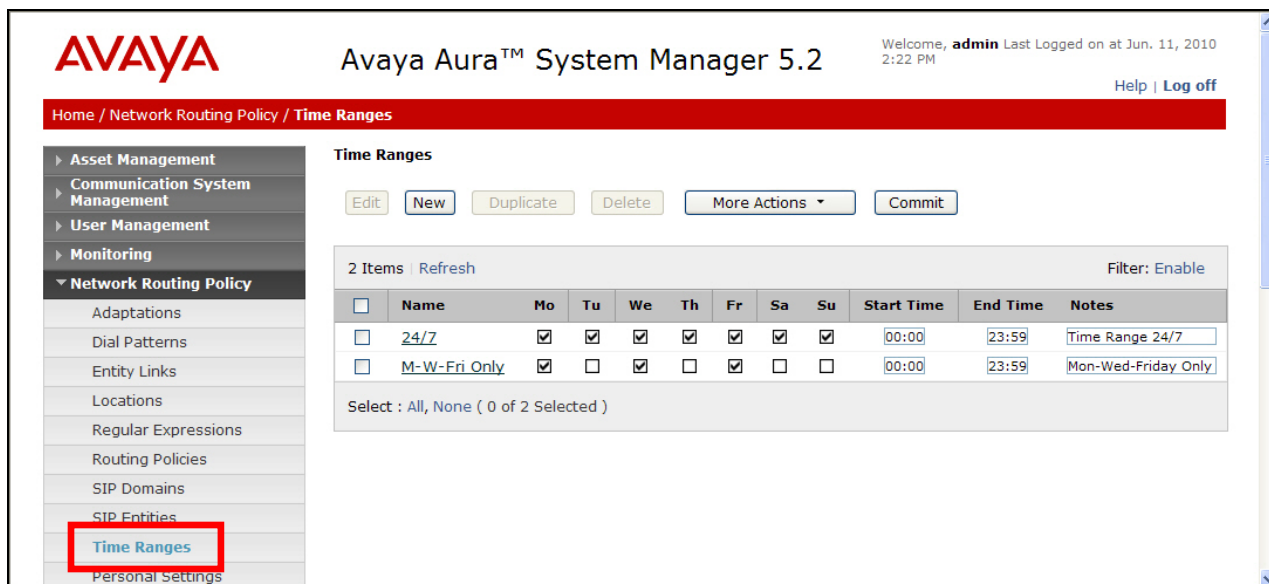 AVAYA
Avaya Aura™ System Manager 5.2
Welcome, admin Last Logged on at Jun. 11, 2010
2:22 PM
Help | Log off
Home / Network Routing Policy / Time Ranges
Asset Management
Communication System
Management
User Management
Monitoring
Network Routing Policy
Adaptations
Dial Patterns
Entity Links
Locations
Regular Expressions
Routing Policies
SIP Domains
SIP Entities
Time Ranges
Personal Settings
Time Ranges
Edit New Duplicate Delete More Actions Commit
2 Items | Refresh Filter: Enable
Name Mo Tu We Th Fr Sa Su Start Time End Time Notes
24/7 00:00 23:59 Time Range 24/7
M-W-Fri Only 00:00 23:59 Mon-Wed-Friday Only
Select : All, None ( 0 of 2 Selected )